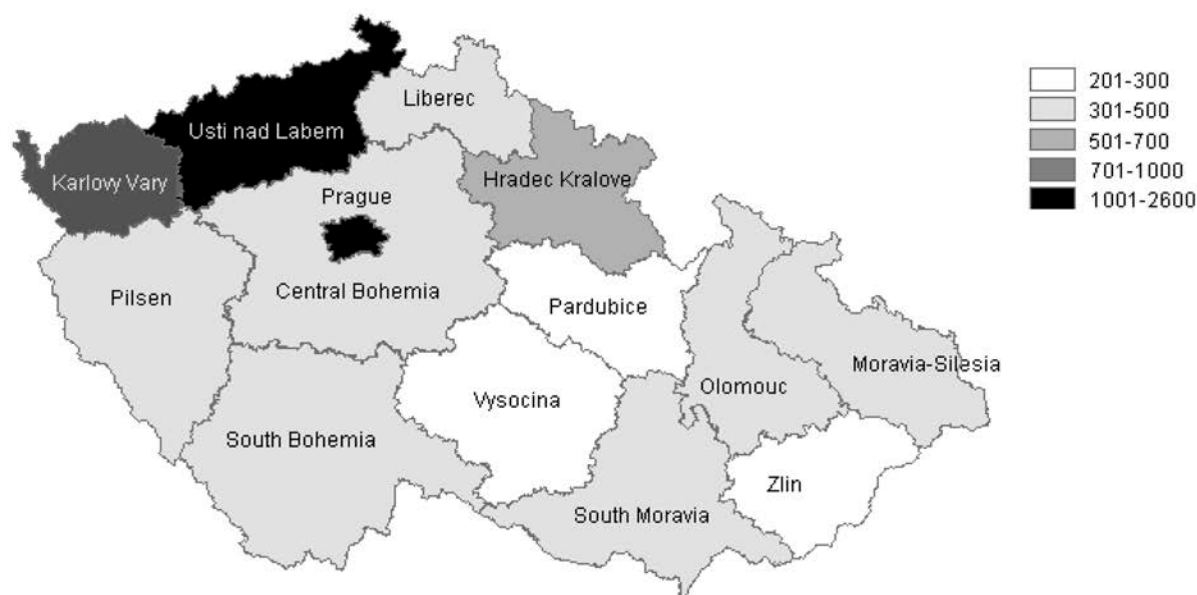 201-300
301-500
501-700
701-1000
1001-2600
Liberec
Usti nad Labem
Karlowy Vary
Prague
Hradec Kralove
Pilsen
Central Bohemia
Pardubice
Moravia-Silesia
Olomouc
Vysocina
South Bohemia
Zlin
South Moravia